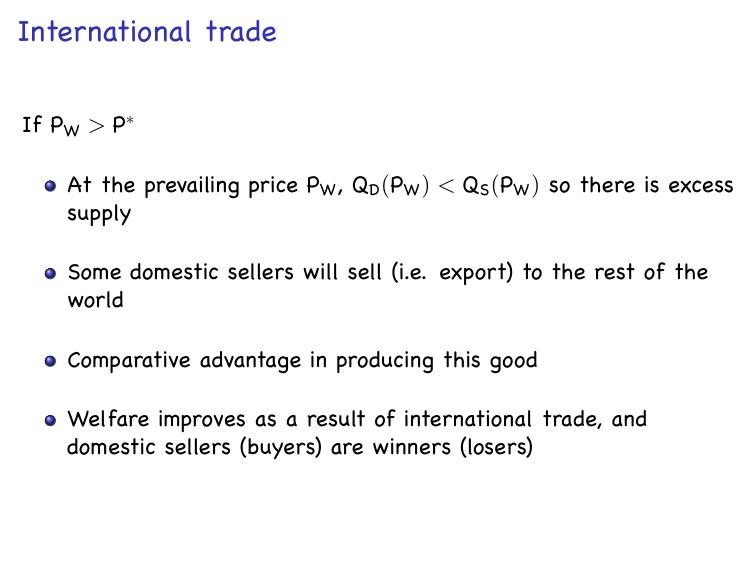 International trade
If P_W > P*
At the prevailing price P_W, Q_D(P_W) < Q_S(P_W) so there is excess
supply
Some domestic sellers will sell (i.e. export) to the rest of the
world
Comparative advantage in producing this good
Welfare improves as a result of international trade, and
domestic sellers (buyers) are winners (losers)